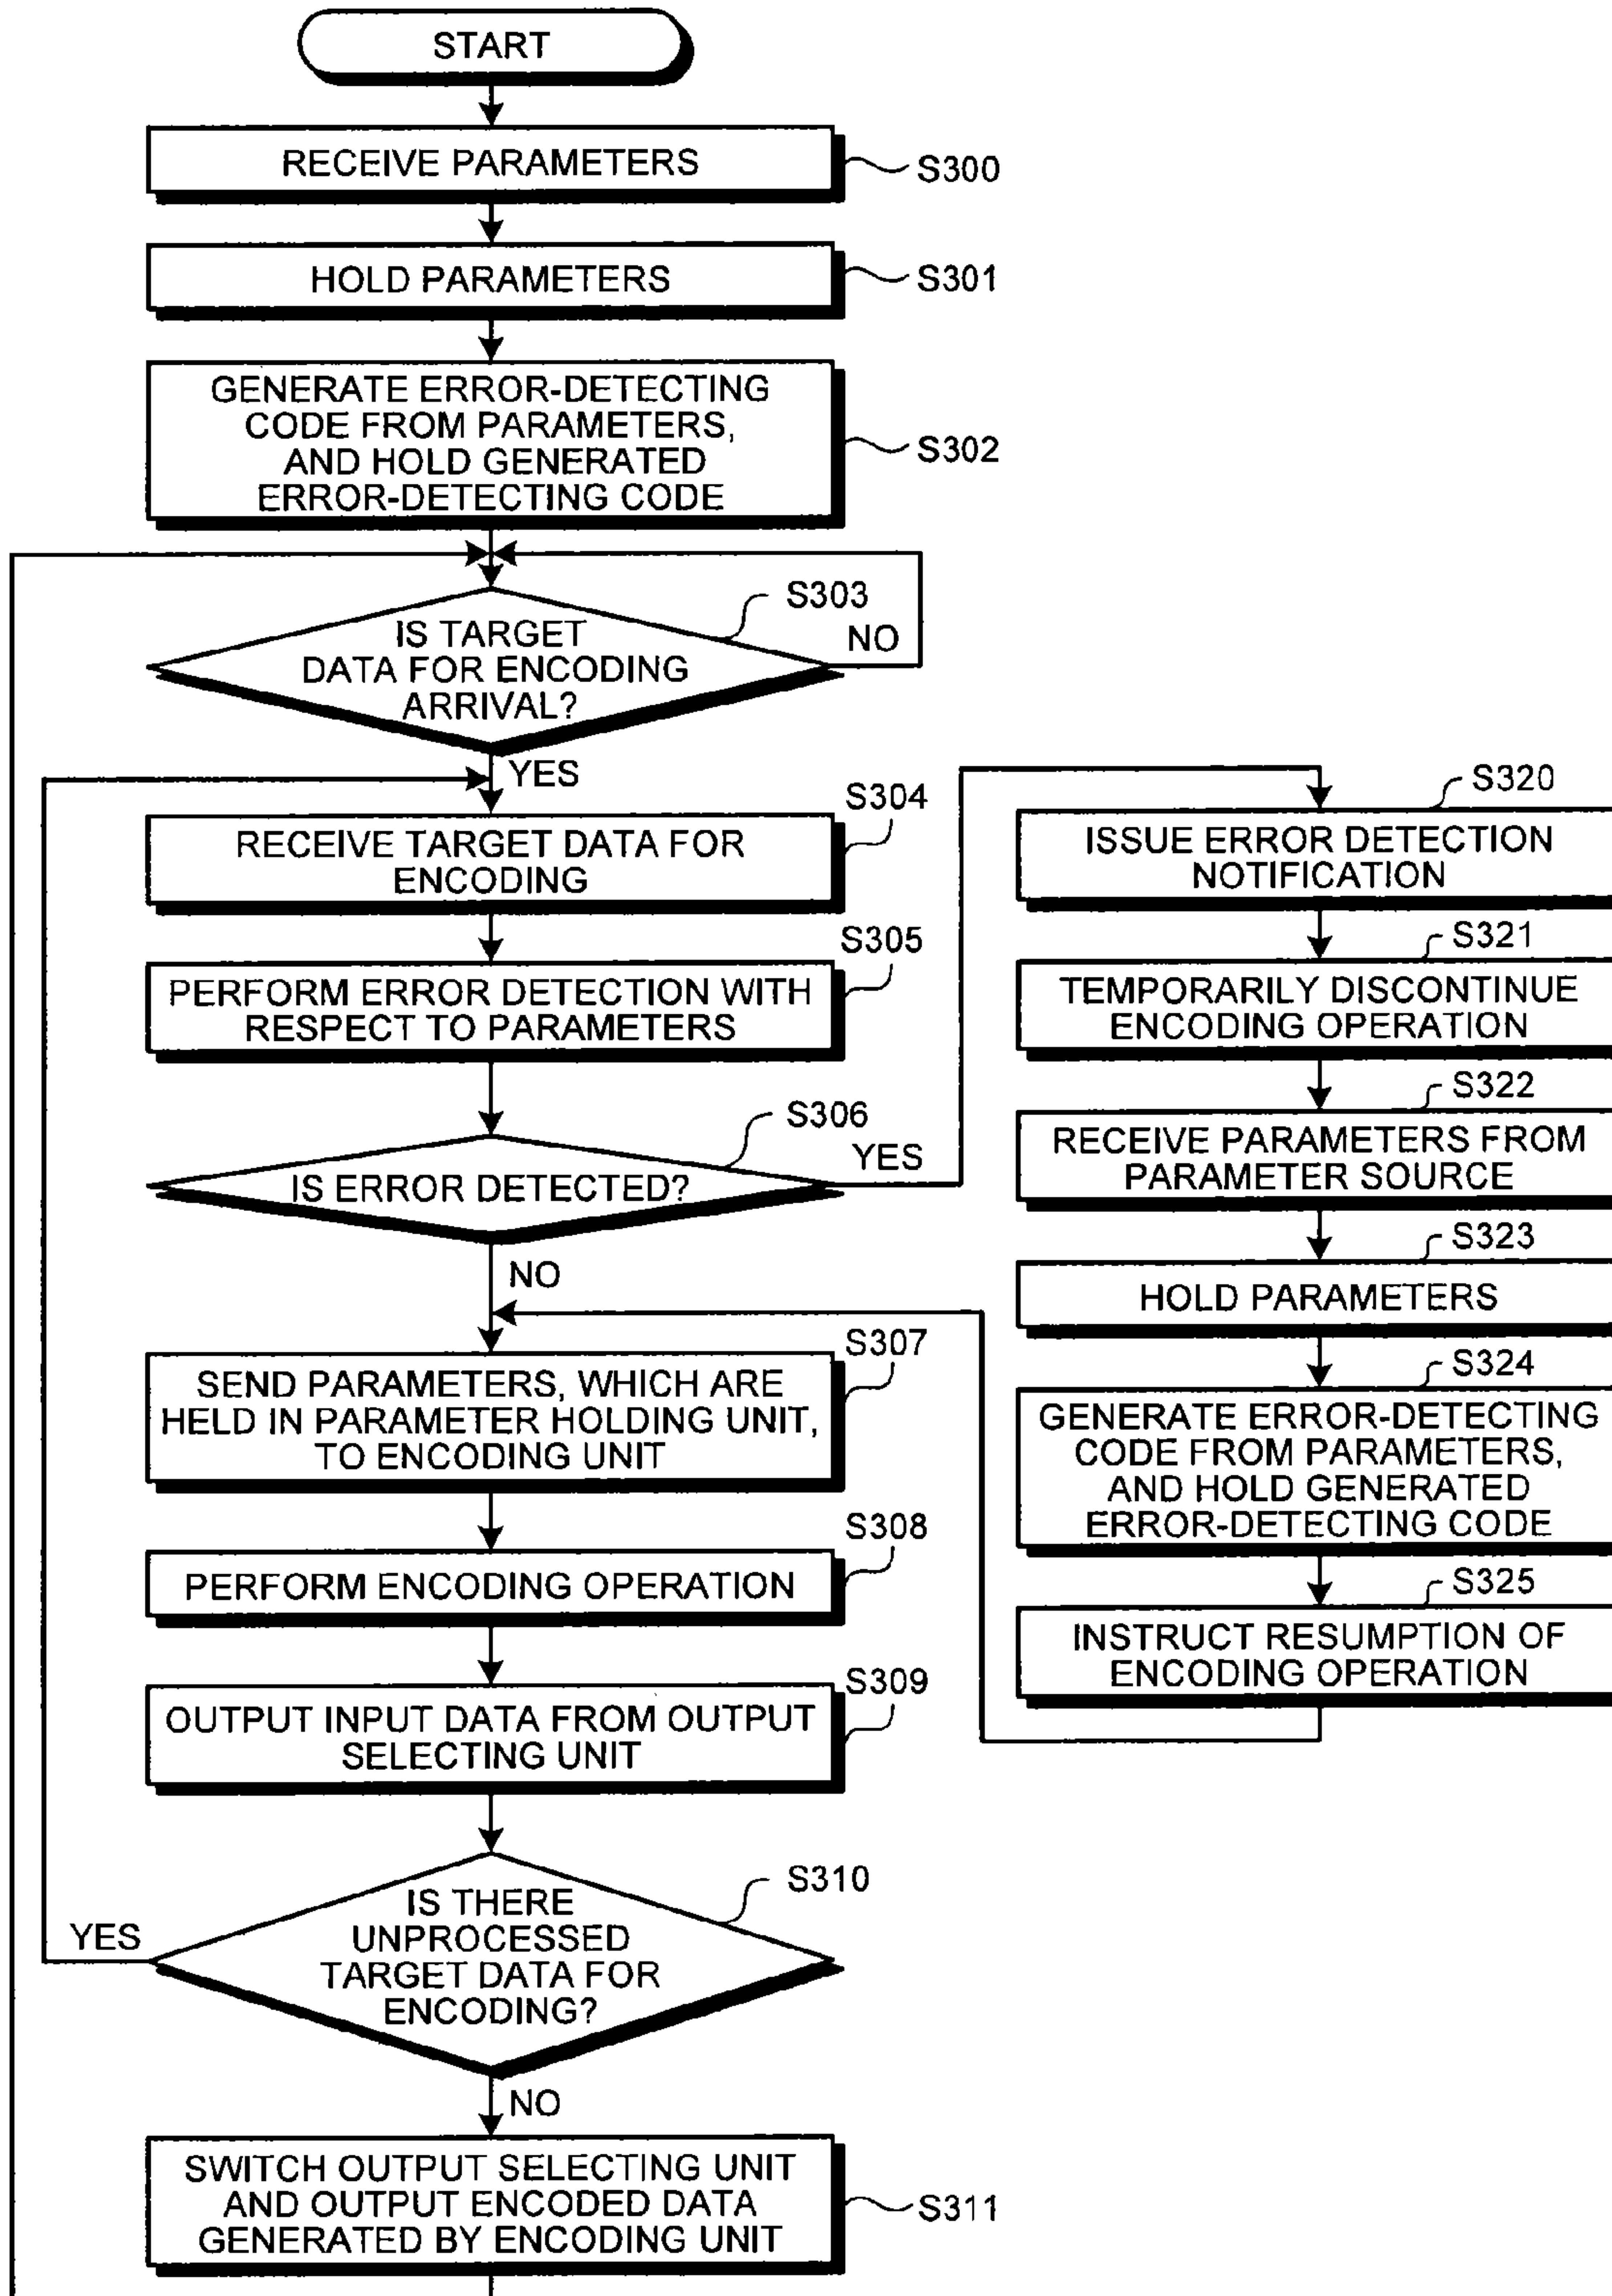 START
RECEIVE PARAMETERS
S300
HOLD PARAMETERS
S301
GENERATE ERROR-DETECTING
CODE FROM PARAMETERS,
AND HOLD GENERATED
ERROR-DETECTING CODE
S302
S303
IS TARGET
DATA FOR ENCODING
ARRIVAL?
NO
YES
S304
RECEIVE TARGET DATA FOR
ENCODING
S305
PERFORM ERROR DETECTION WITH
RESPECT TO PARAMETERS
S306
IS ERROR DETECTED?
YES
NO
S307
SEND PARAMETERS, WHICH ARE
HELD IN PARAMETER HOLDING UNIT,
TO ENCODING UNIT
S308
PERFORM ENCODING OPERATION
S309
OUTPUT INPUT DATA FROM OUTPUT
SELECTING UNIT
S310
IS THERE
UNPROCESSED
TARGET DATA FOR
ENCODING?
YES
NO
SWITCH OUTPUT SELECTING UNIT
AND OUTPUT ENCODED DATA
GENERATED BY ENCODING UNIT
S311
S320
ISSUE ERROR DETECTION
NOTIFICATION
S321
TEMPORARILY DISCONTINUE
ENCODING OPERATION
S322
RECEIVE PARAMETERS FROM
PARAMETER SOURCE
S323
HOLD PARAMETERS
S324
GENERATE ERROR-DETECTING
CODE FROM PARAMETERS,
AND HOLD GENERATED
ERROR-DETECTING CODE
S325
INSTRUCT RESUMPTION OF
ENCODING OPERATION